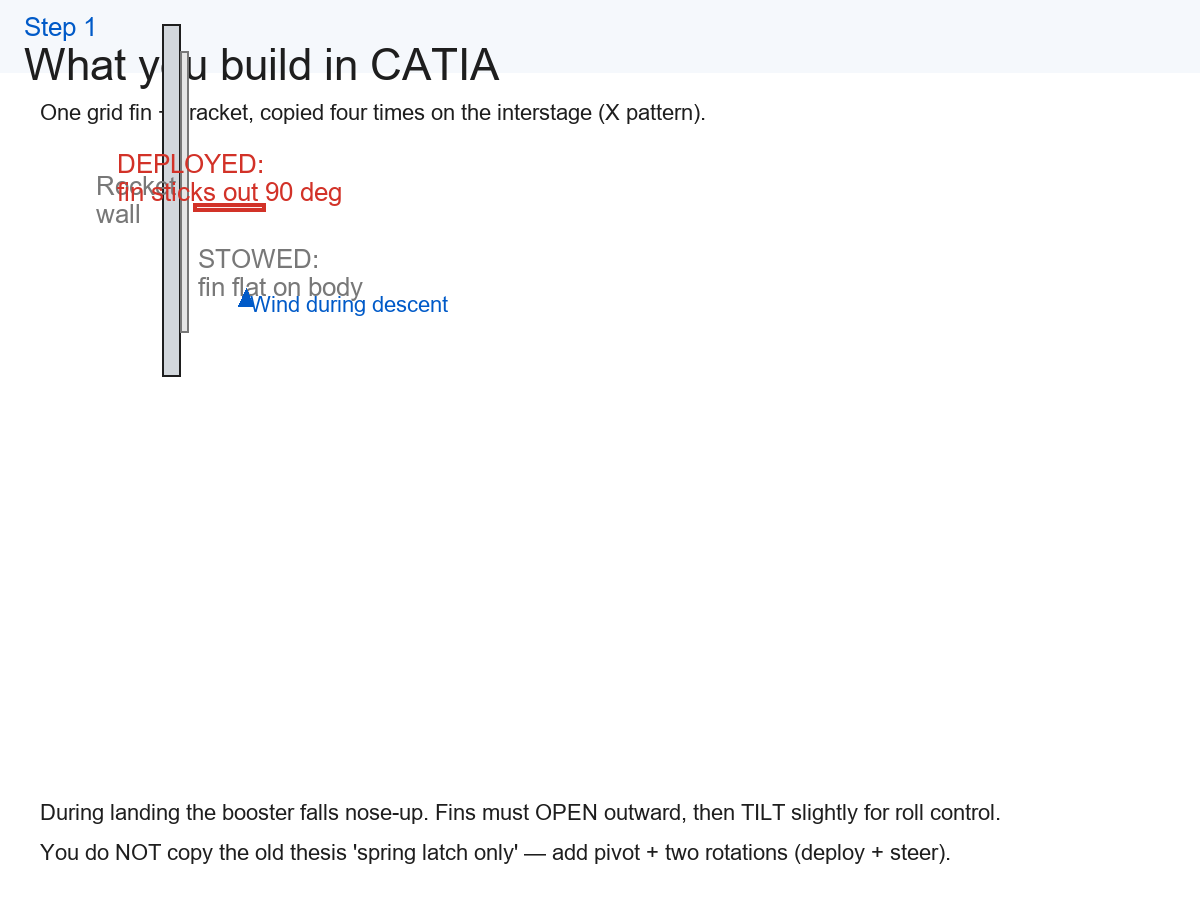 Step 1
What you build in CATIA
One grid fin + bracket, copied four times on the interstage (X pattern).
DEPLOYED:
fin sticks out 90 deg
Rocket
wall
STOWED:
fin flat on body
Wind during descent
During landing the booster falls nose-up. Fins must OPEN outward, then TILT slightly for roll control.
You do NOT copy the old thesis 'spring latch only' — add pivot + two rotations (deploy + steer).